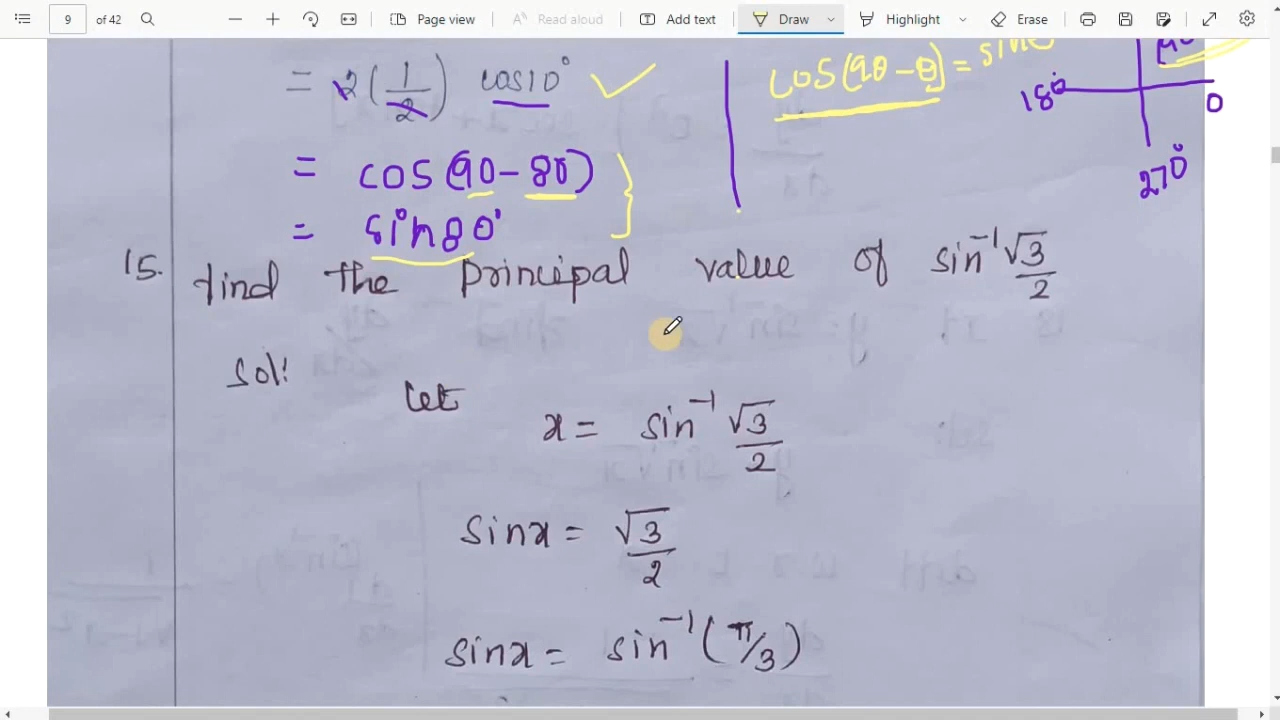 9 of 42 Page view Read aloud Add text Draw Highlight Erase
= 2(1/2) cos10°
cos(90-θ) = sinθ
180°
0
= cos(90-80)
270°
= sin80°
15. find the principal value of sin⁻¹ √3/2
Sol:
let
x = sin⁻¹ √3/2
Sinx = √3/2
sinx = sin⁻¹(π/3)